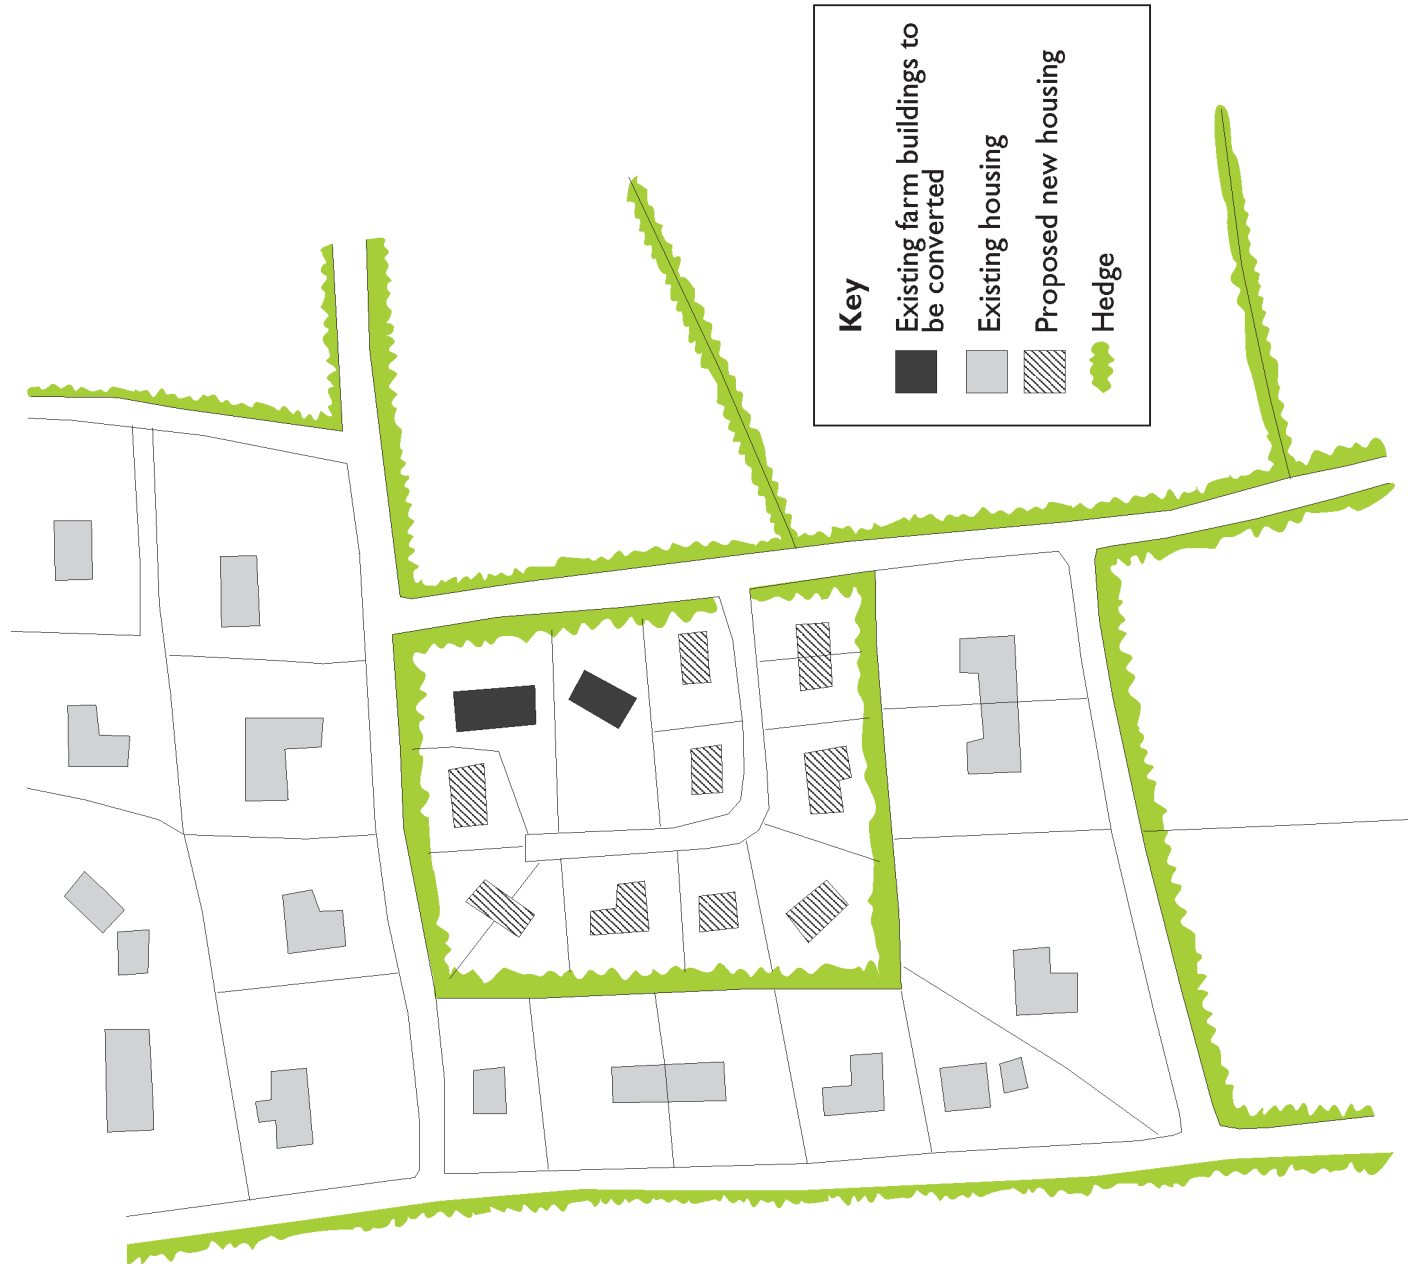 Key
Existing farm buildings to
be converted
Existing housing
Proposed new housing
Hedge